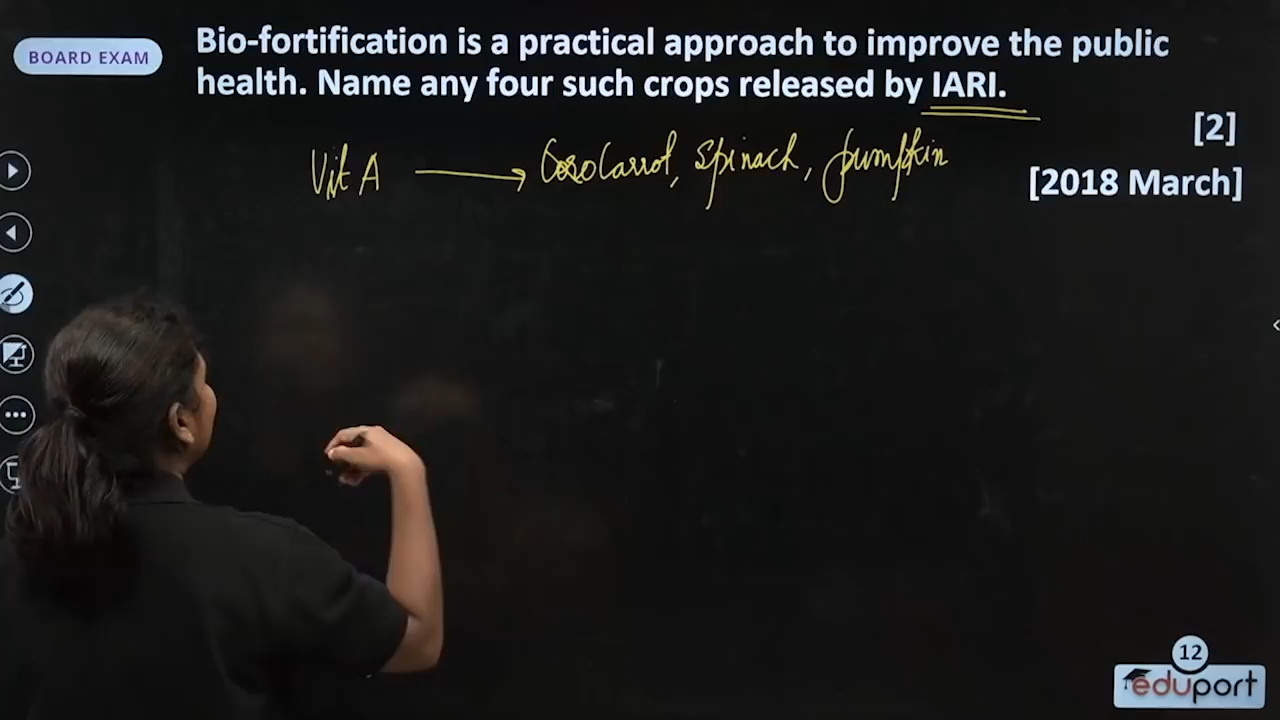 BOARD EXAM
Bio-fortification is a practical approach to improve the public
health. Name any four such crops released by IARI.
[2]
[2018 March]
Vit A → Carrot, Spinach, pumpkin
12
eduport